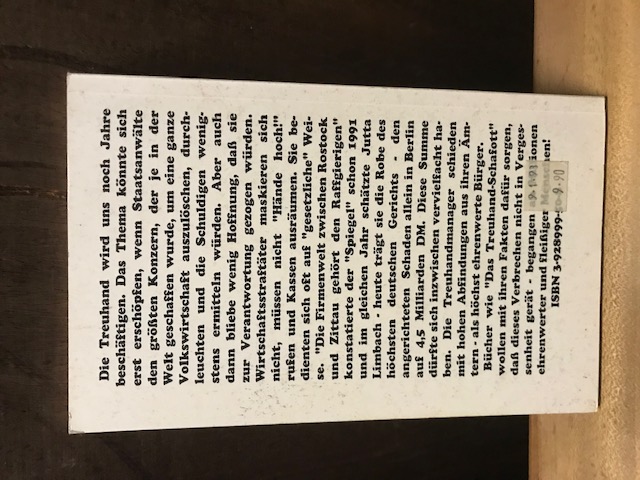 Die Treuhand wird uns noch Jahre
beschäftigen. Das Thema könnte sich
erst erschöpfen, wenn Staatsanwälte
den größten Konzern, der je in der
Welt geschaffen wurde, um eine ganze
Volkswirtschaft auszulöschen, durch-
leuchten und die Schuldigen wenig-
stens ermitteln würden. Aber auch
dann bliebe wenig Hoffnung, daß sie
zur Verantwortung gezogen würden.
Wirtschaftsstraftäter maskieren sich
nicht, müssen nicht "Hände hoch!"
rufen und Kassen ausräumen. Sie be-
dienten sich oft auf "gesetzliche" Wei-
se. "Die Firmenwelt zwischen Rostock
und Zittau gehört den Raffgierigen"
konstatierte der "Spiegel" schon 1991
und im gleichen Jahr schätzte Jutta
Limbach - heute trägt sie die Robe des
höchsten deutschen Gerichts - den
angerichteten Schaden allein in Berlin
auf 4,5 Milliarden DM. Diese Summe
dürfte sich inzwischen vervielfacht ha-
ben. Die Treuhandmanager schieden
mit hohen Abfindungen aus ihren Äm-
tern - als höchst ehrenwerte Bürger.
Bücher wie "Das Treuhand-Schafott"
wollen mit ihren Fakten dafür sorgen,
daß dieses Verbrechen nicht in Verges-
senheit gerät - begangen ionen
ehrenwerter und fleißiger
ISBN 3-928999-